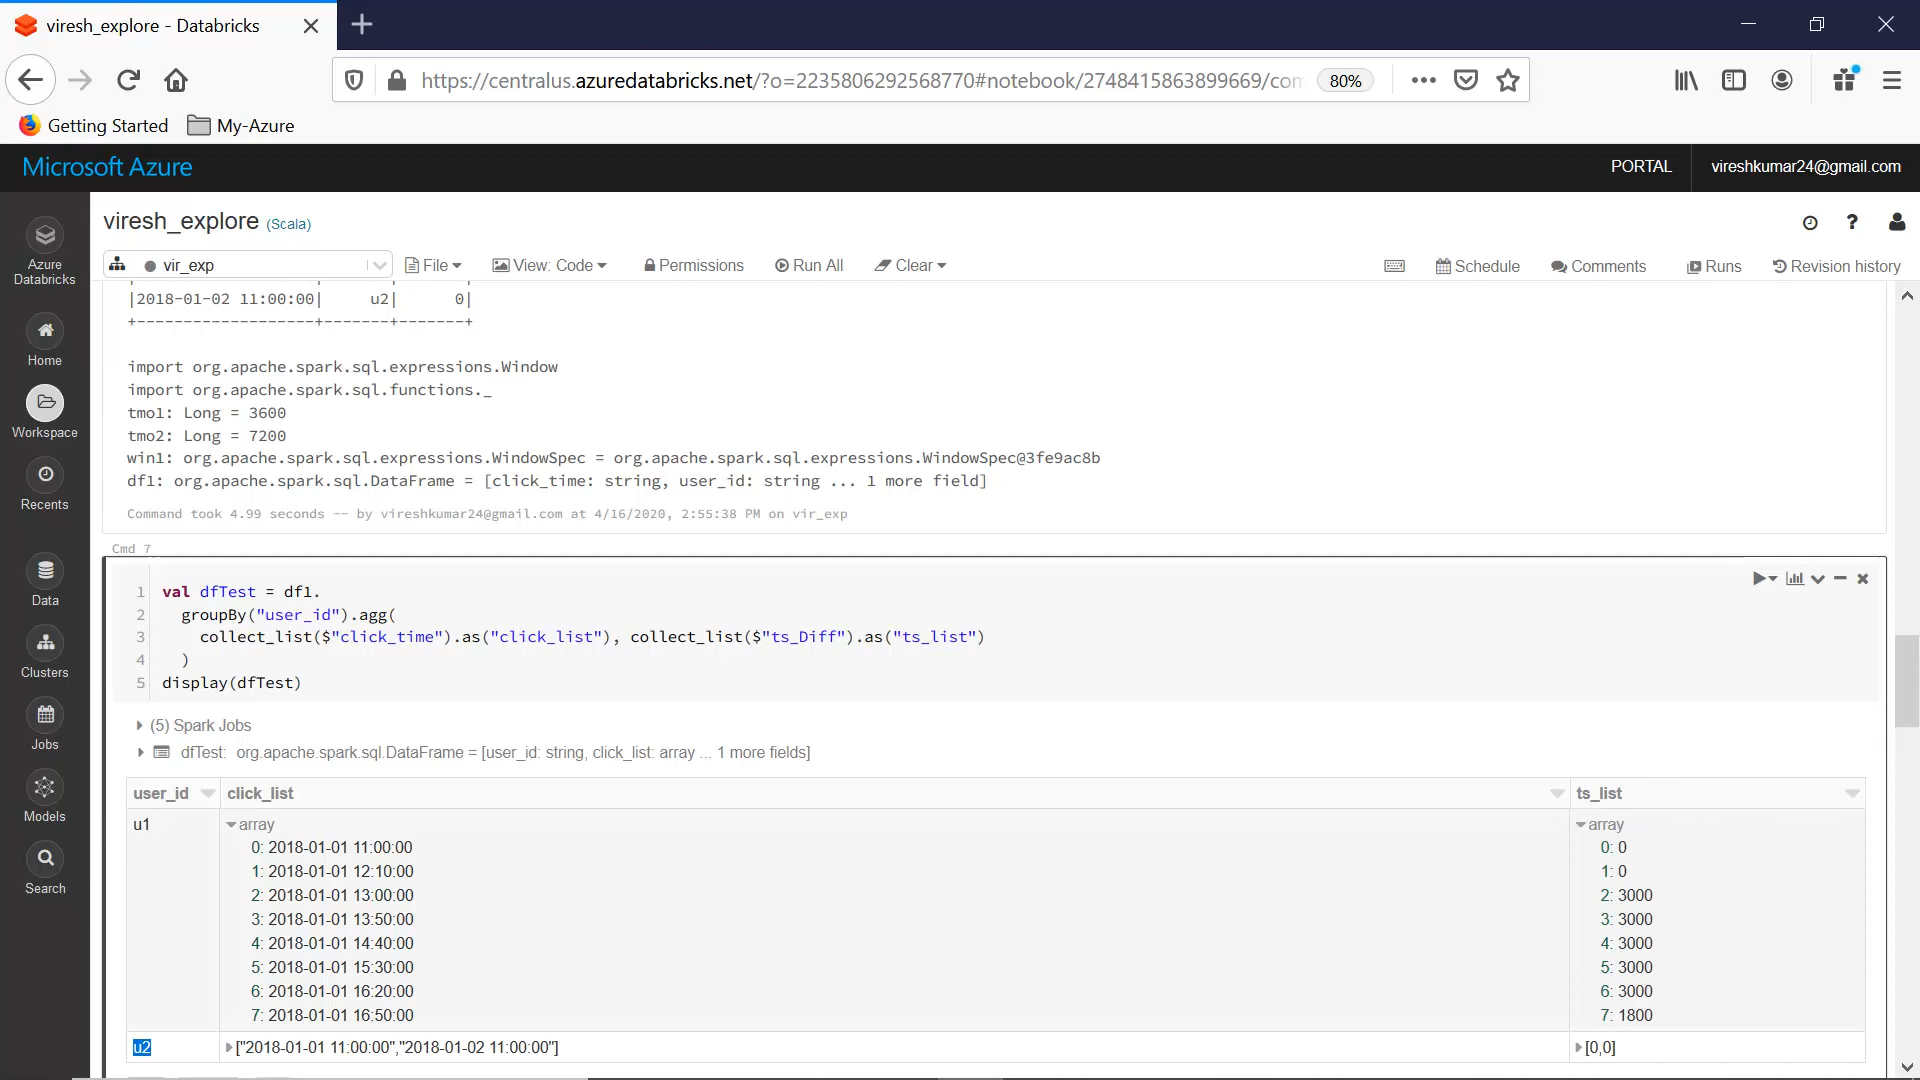 viresh_explore - Databricks
https://centralus.azuredatabricks.net/?o=2235806292568770#notebook/2748415863899669/con
80%
Getting Started
My-Azure
Microsoft Azure
PORTAL
vireshkumar24@gmail.com
viresh_explore (Scala)
vir_exp
File
View: Code
Permissions
Run All
Clear
Schedule
Comments
Runs
Revision history
Azure
Databricks
Home
Workspace
Recents
Data
Clusters
Jobs
Models
Search
|2018-01-02 11:00:00|     u2|      0|
+-------------------+-------+-------+
import org.apache.spark.sql.expressions.Window
import org.apache.spark.sql.functions._
tmo1: Long = 3600
tmo2: Long = 7200
win1: org.apache.spark.sql.expressions.WindowSpec = org.apache.spark.sql.expressions.WindowSpec@3fe9ac8b
df1: org.apache.spark.sql.DataFrame = [click_time: string, user_id: string ... 1 more field]
Command took 4.99 seconds -- by vireshkumar24@gmail.com at 4/16/2020, 2:55:38 PM on vir_exp
Cmd 7
1 val dfTest = df1.
2   groupBy("user_id").agg(
3     collect_list($"click_time").as("click_list"), collect_list($"ts_Diff").as("ts_list")
4   )
5 display(dfTest)
(5) Spark Jobs
dfTest: org.apache.spark.sql.DataFrame = [user_id: string, click_list: array ... 1 more fields]
user_id click_list ts_list
u1 array array
0: 2018-01-01 11:00:00 0: 0
1: 2018-01-01 12:10:00 1: 0
2: 2018-01-01 13:00:00 2: 3000
3: 2018-01-01 13:50:00 3: 3000
4: 2018-01-01 14:40:00 4: 3000
5: 2018-01-01 15:30:00 5: 3000
6: 2018-01-01 16:20:00 6: 3000
7: 2018-01-01 16:50:00 7: 1800
u2 ["2018-01-01 11:00:00","2018-01-02 11:00:00"] [0,0]